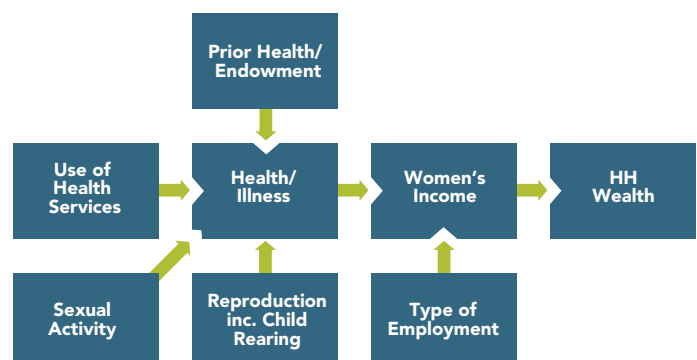 Prior Health/
Endowment
Use of
Health
Services
Health/
Illness
Women's
Income
HH
Wealth
Sexual
Activity
Reproduction
inc. Child
Rearing
Type of
Employment